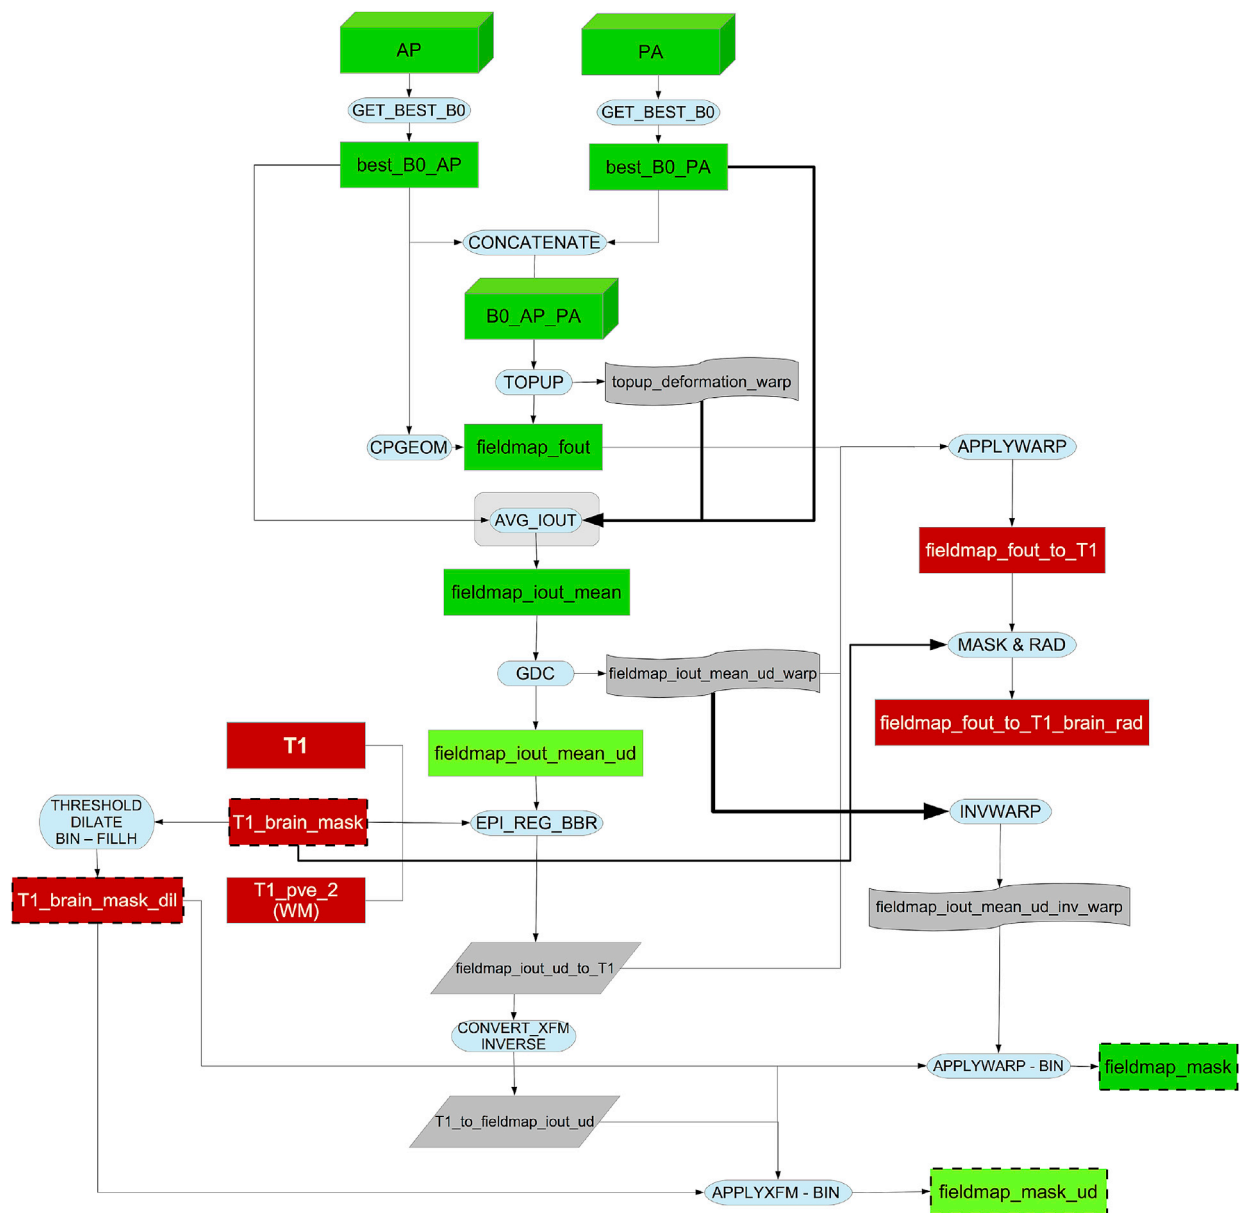 AP
PA
GET_BEST_B0
GET_BEST_B0
best_B0_AP
best_B0_PA
CONCATENATE
B0_AP_PA
TOPUP
topup_deformation_warp
CPGEOM
fieldmap_fout
APPLYWARP
AVG_IOUT
fieldmap_fout_to_T1
fieldmap_iout_mean
MASK & RAD
GDC
fieldmap_iout_mean_ud_warp
fieldmap_fout_to_T1_brain_rad
T1
fieldmap_iout_mean_ud
THRESHOLD
DILATE
BIN – FILLH
T1_brain_mask
EPI_REG_BBR
INVWARP
T1_brain_mask_dil
T1_pve_2
(WM)
fieldmap_iout_mean_ud_inv_warp
fieldmap_iout_ud_to_T1
CONVERT_XFM
INVERSE
APPLYWARP - BIN
fieldmap_mask
T1_to_fieldmap_iout_ud
APPLYXFM - BIN
fieldmap_mask_ud